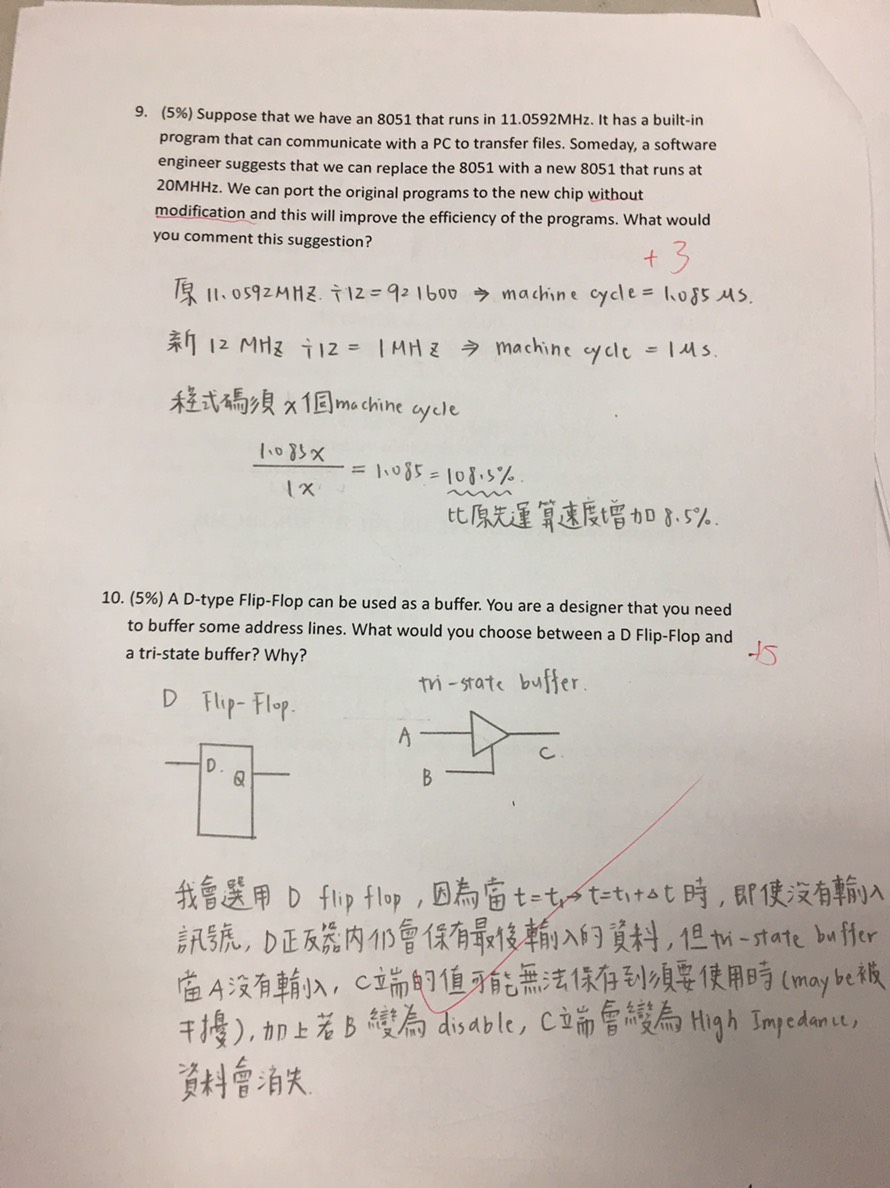 9. (5%) Suppose that we have an 8051 that runs in 11.0592MHz. It has a built-in
program that can communicate with a PC to transfer files. Someday, a software
engineer suggests that we can replace the 8051 with a new 8051 that runs at
20MHHz. We can port the original programs to the new chip without
modification and this will improve the efficiency of the programs. What would
you comment this suggestion?
+3
原 11.0592MHZ ÷12 = 921600 ⇒ machine cycle = 1.085 μs.
新 12 MHZ ÷12 = 1MHZ ⇒ machine cycle = 1μs.
程式碼須 x個machine cycle
1.085x
/ 1x = 1.085 = 108.5%.
比原先運算速度增加 8.5%.
10. (5%) A D-type Flip-Flop can be used as a buffer. You are a designer that you need
to buffer some address lines. What would you choose between a D Flip-Flop and
a tri-state buffer? Why?
+5
D Flip-Flop.
tri-state buffer.
D. Q
A
B
C
我會選用 D flip flop, 因為當 t=t₁→t=t₁+Δt 時, 即使沒有輸入
訊號, D正反器內仍會保有最後輸入的資料, 但tri-state buffer
當A沒有輸入, C端的值可能無法保存到須要使用時(may be被
干擾), 加上若B變為 disable, C端會變為 High Impedance,
資料會消失.